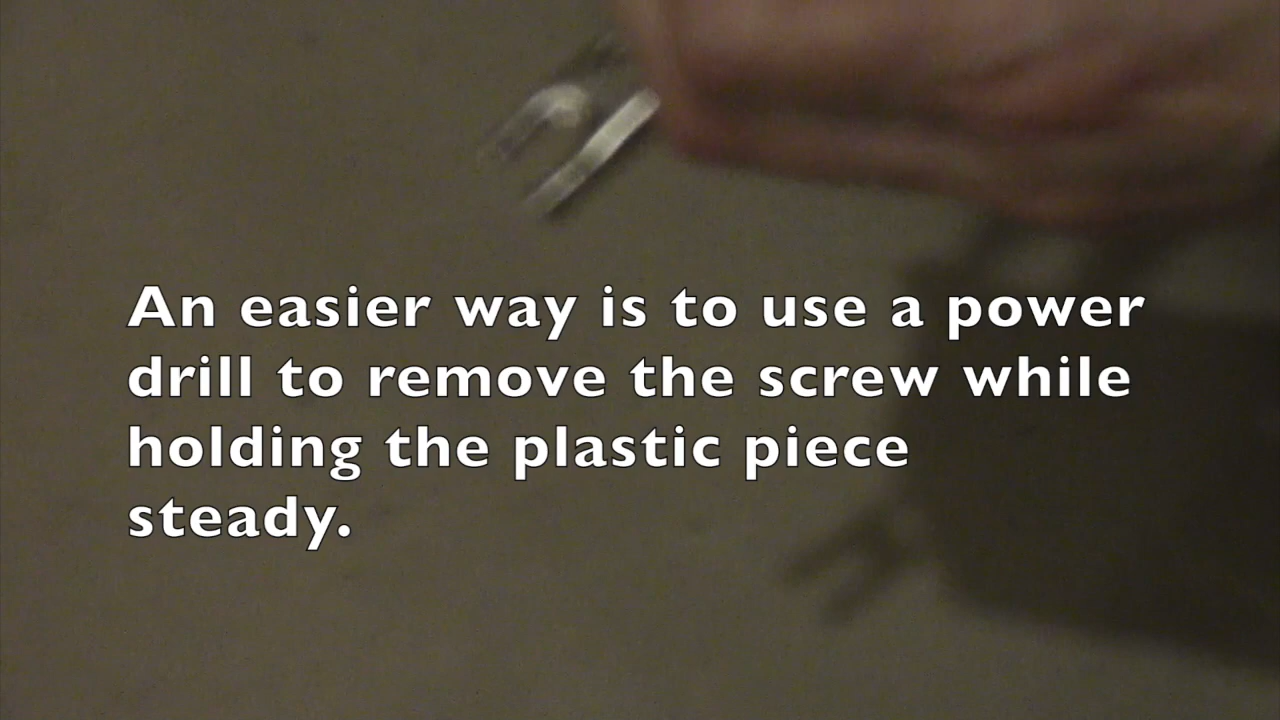 An easier way is to use a power
drill to remove the screw while
holding the plastic piece
steady.